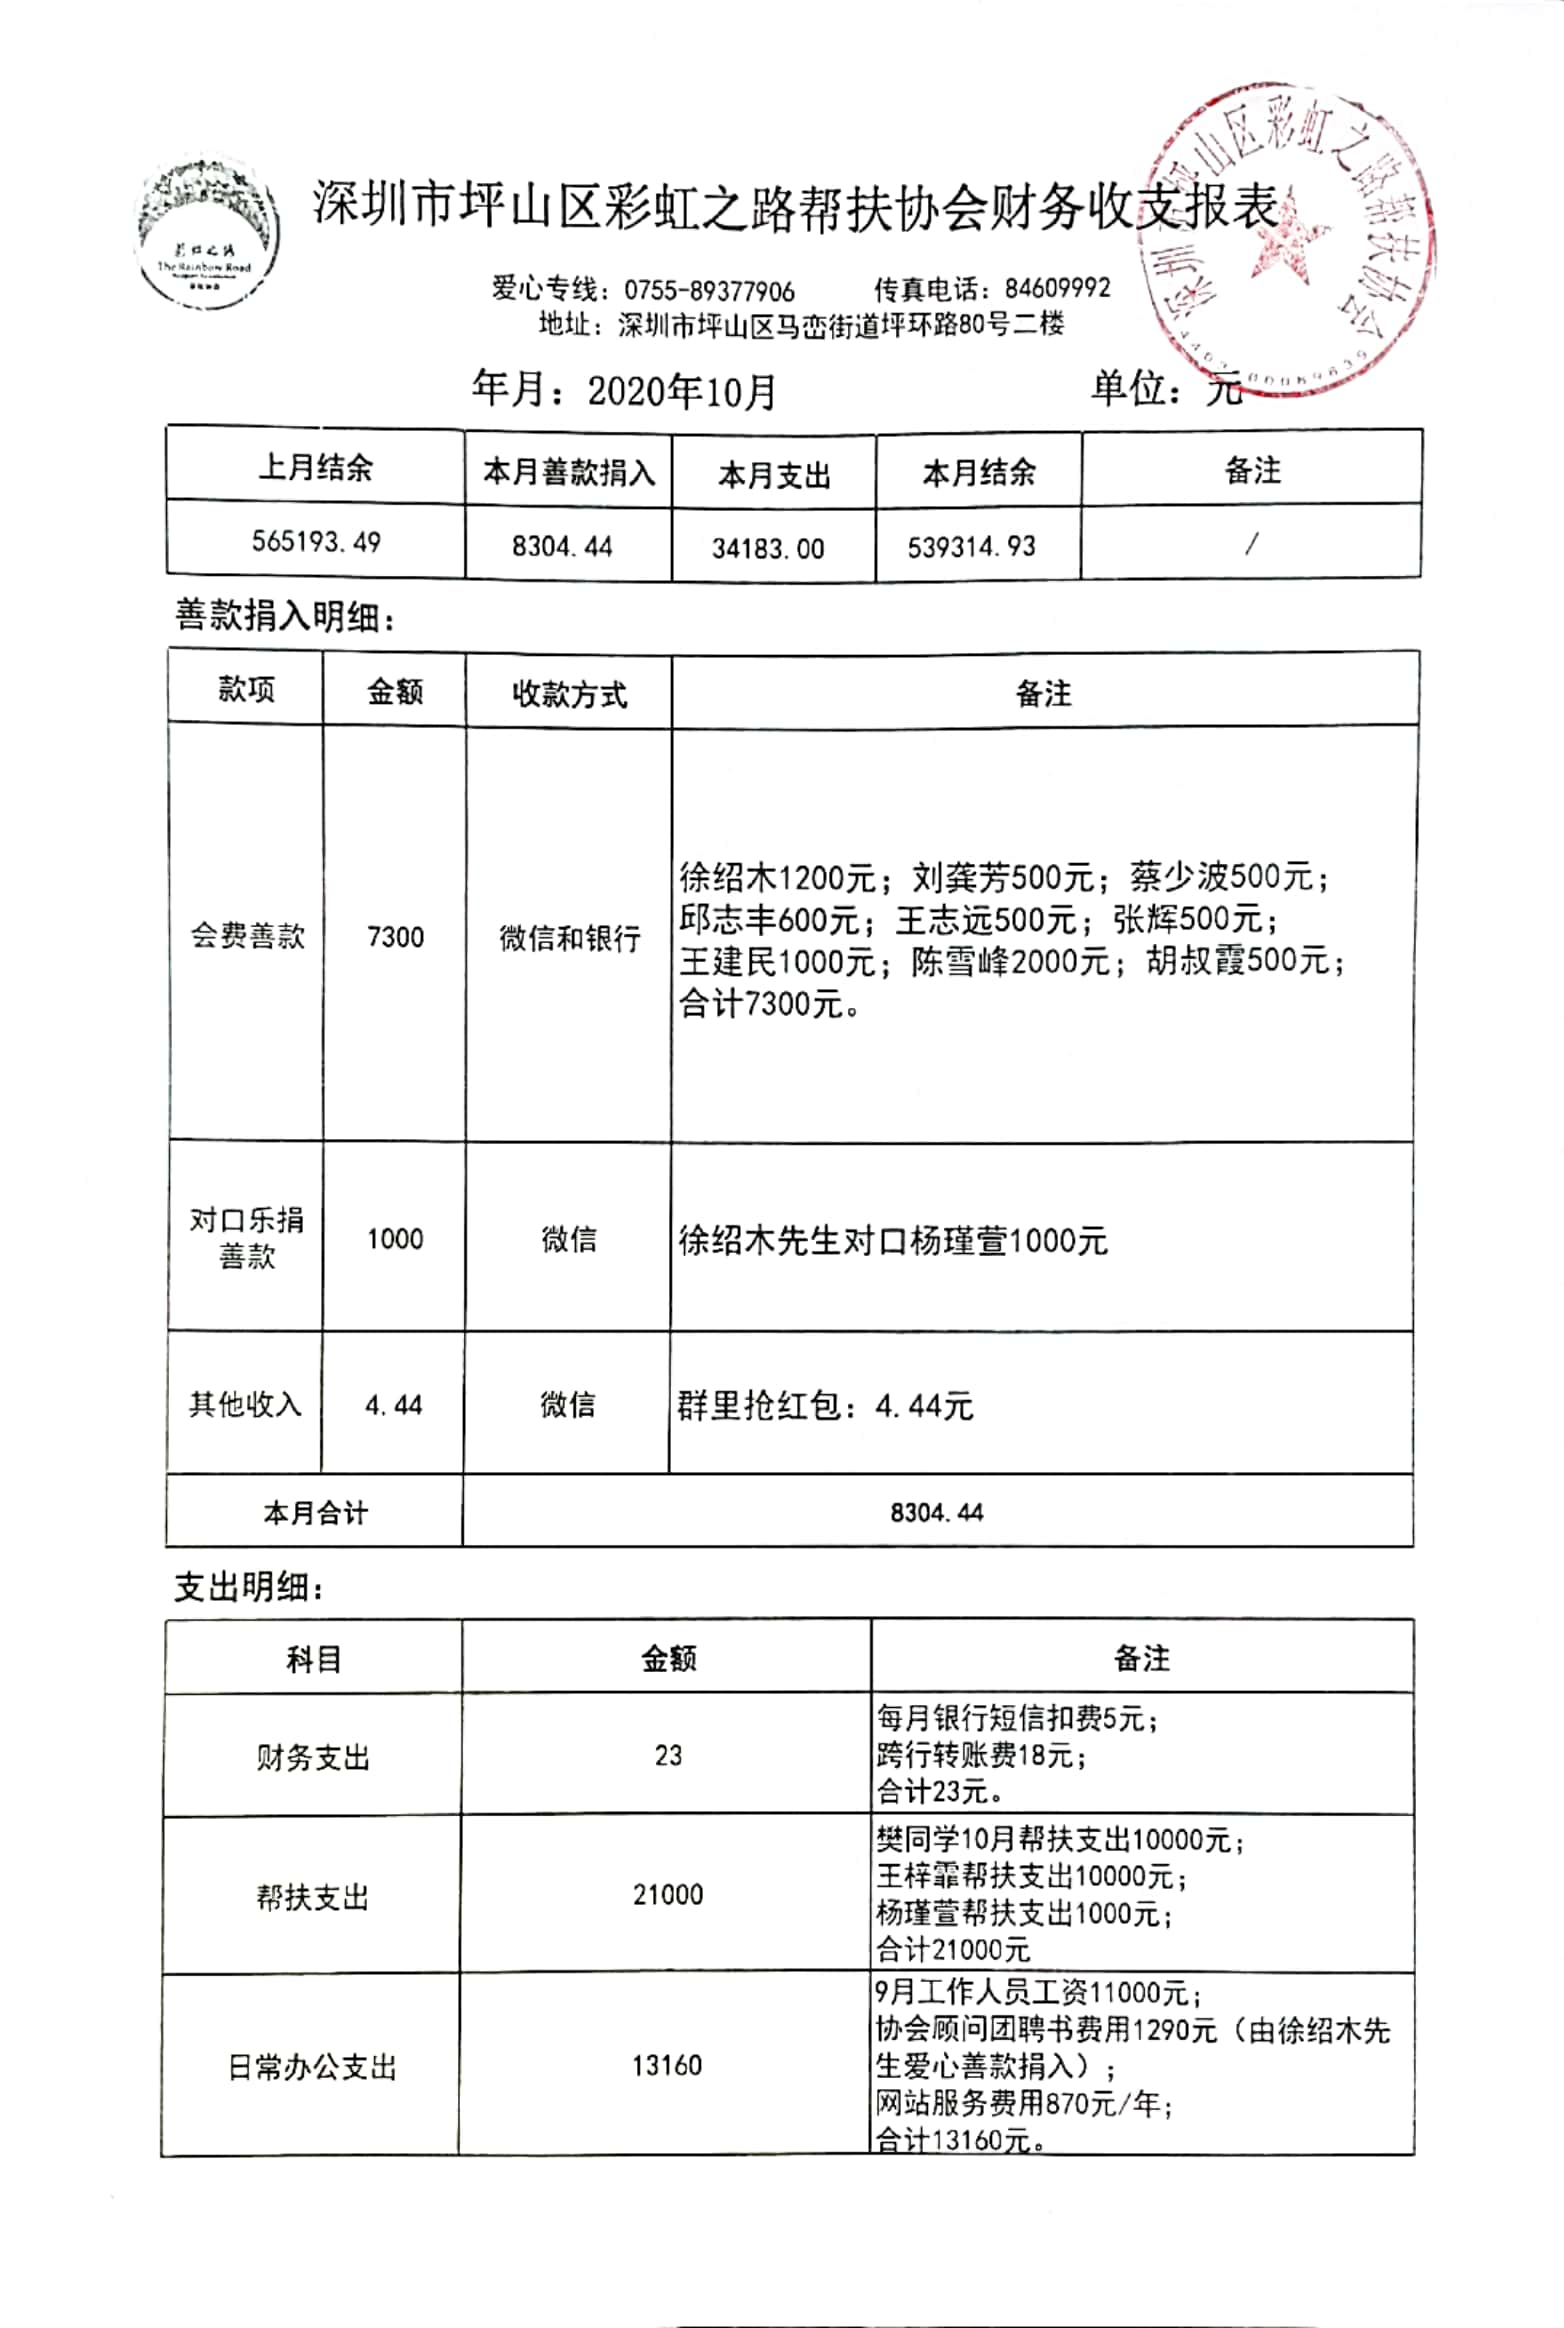 彩虹之路
The Rainbow Road
深圳市坪山区彩虹之路帮扶协会财务收支报表
深圳市坪山区彩虹之路帮扶协会
爱心专线：0755-89377906 传真电话：84609992
地址：深圳市坪山区马峦街道坪环路80号二楼
年月：2020年10月 单位：元
上月结余 本月善款捐入 本月支出 本月结余 备注
565193.49 8304.44 34183.00 539314.93 /
善款捐入明细：
款项 金额 收款方式 备注
会费善款 7300 微信和银行
徐绍木1200元；刘龚芳500元；蔡少波500元；
邱志丰600元；王志远500元；张辉500元；
王建民1000元；陈雪峰2000元；胡叔霞500元；
合计7300元。
对口乐捐
善款
1000 微信 徐绍木先生对口杨瑾萱1000元
其他收入 4.44 微信 群里抢红包：4.44元
本月合计 8304.44
支出明细：
科目 金额 备注
财务支出 23
每月银行短信扣费5元；
跨行转账费18元；
合计23元。
帮扶支出 21000
樊同学10月帮扶支出10000元；
王梓霏帮扶支出10000元；
杨瑾萱帮扶支出1000元；
合计21000元
日常办公支出 13160
9月工作人员工资11000元；
协会顾问团聘书费用1290元（由徐绍木先
生爱心善款捐入）；
网站服务费用870元/年；
合计13160元。